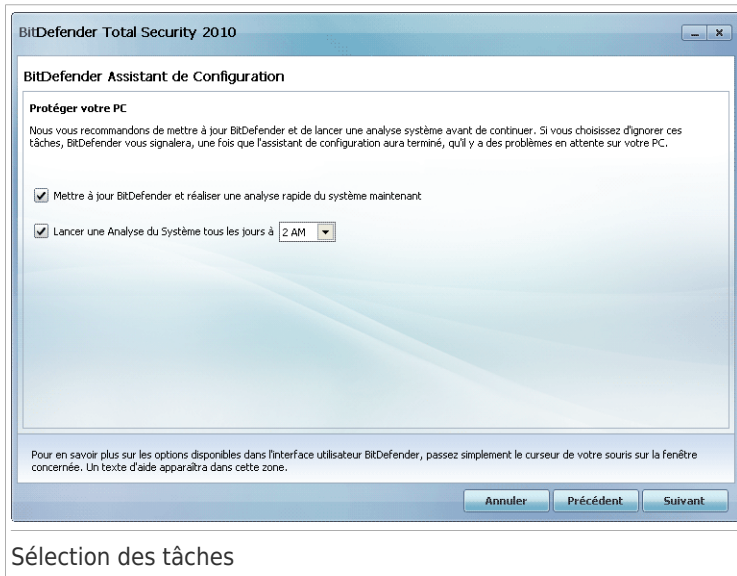 BitDefender Total Security 2010
BitDefender Assistant de Configuration
Protéger votre PC
Nous vous recommandons de mettre à jour BitDefender et de lancer une analyse système avant de continuer. Si vous choisissez d'ignorer ces
tâches, BitDefender vous signalera, une fois que l'assistant de configuration aura terminé, qu'il y a des problèmes en attente sur votre PC.
Mettre à jour BitDefender et réaliser une analyse rapide du système maintenant
Lancer une Analyse du Système tous les jours à 2 AM
Pour en savoir plus sur les options disponibles dans l'interface utilisateur BitDefender, passez simplement le curseur de votre souris sur la fenêtre
concernée. Un texte d'aide apparaîtra dans cette zone.
Annuler Précédent Suivant
Sélection des tâches